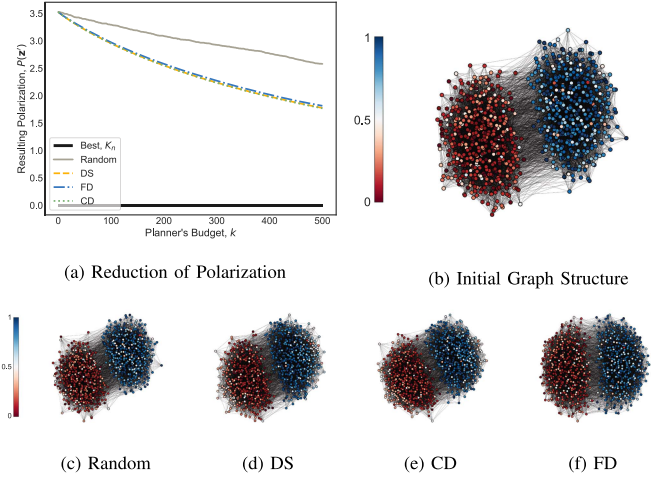 3.5
3.0
2.5
2.0
1.5
1.0
0.5
0.0
Resulting Polarization, P(z′)
Best, Kn
Random
DS
FD
CD
0 100 200 300 400 500
Planner's Budget, k
1
0.5
0
(a) Reduction of Polarization
(b) Initial Graph Structure
1
0.5
0
(c) Random
(d) DS
(e) CD
(f) FD